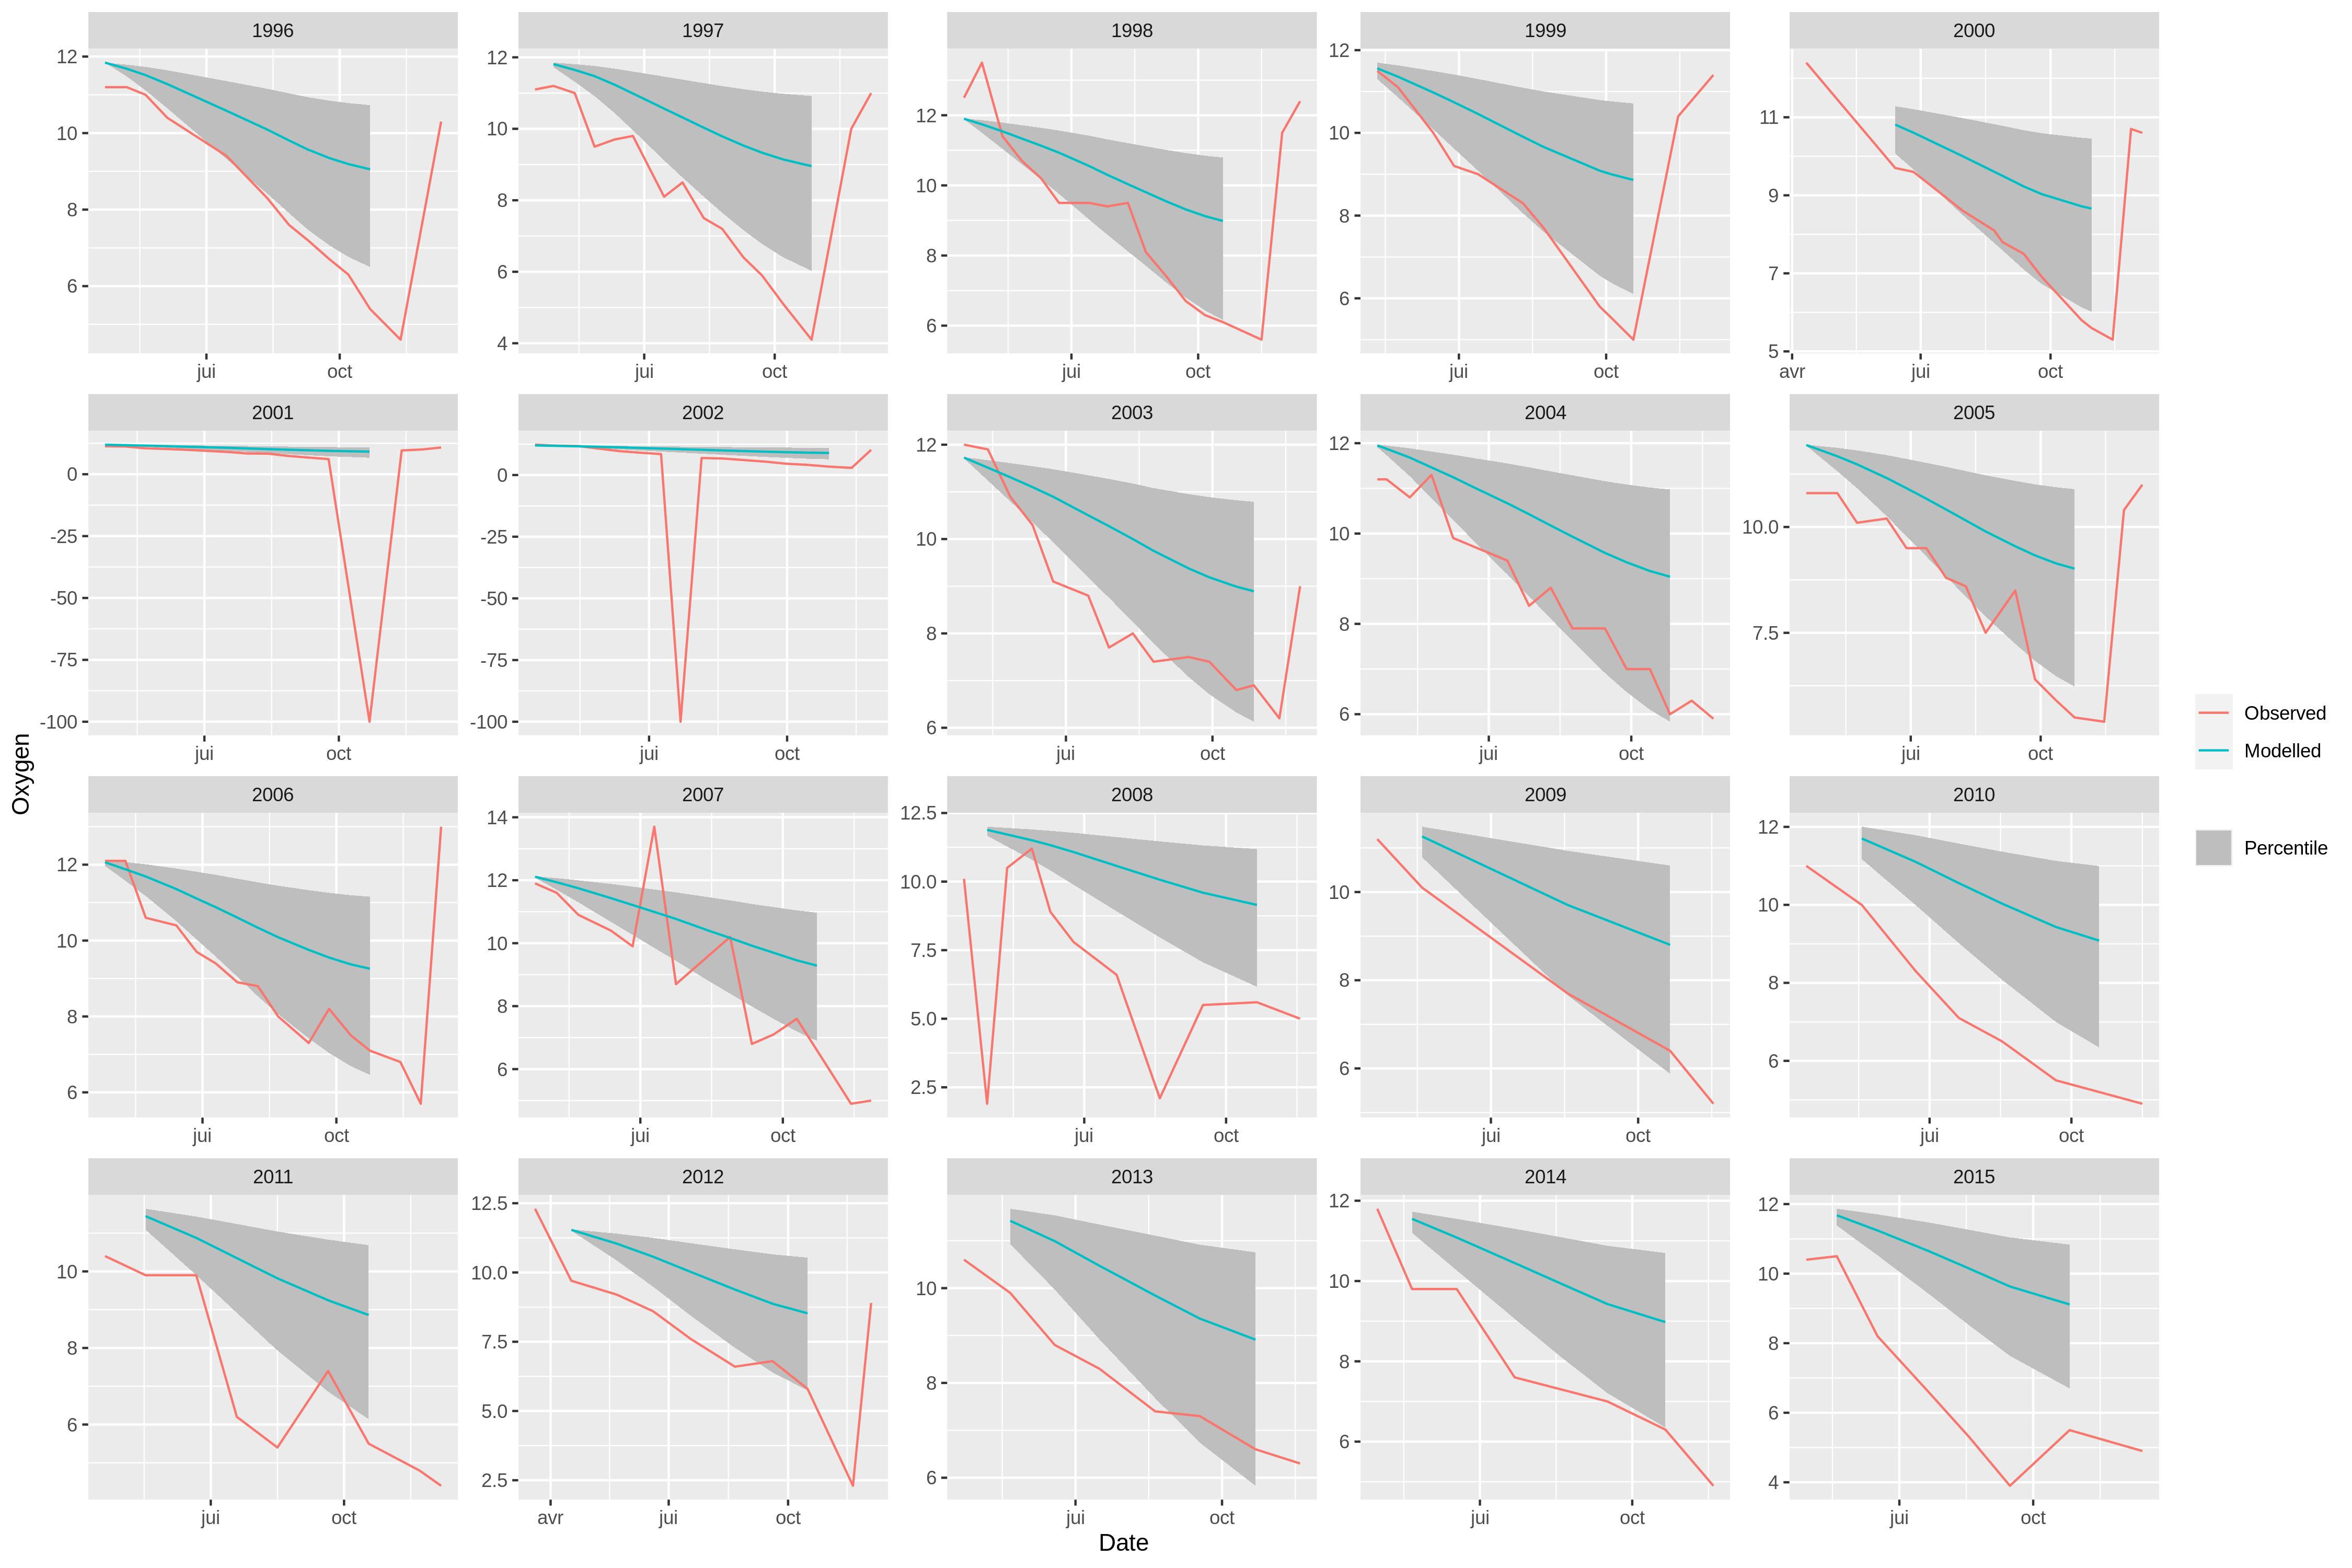 1996 1997 1998 1999 2000
12 10 8 6
12 10 8 6 4
12 10 8 6
12 10 8 6
11 9 7 5
jui oct jui oct jui oct jui oct avr jui oct
2001 2002 2003 2004 2005
0 -25 -50 -75 -100
0 -25 -50 -75 -100
12 10 8 6
12 10 8 6
10.0 7.5
jui oct jui oct jui oct jui oct jui oct
2006 2007 2008 2009 2010
12 10 8 6
14 12 10 8 6
12.5 10.0 7.5 5.0 2.5
10 8 6
12 10 8 6
jui oct jui oct jui oct jui oct jui oct
2011 2012 2013 2014 2015
10 8 6
12.5 10.0 7.5 5.0 2.5
10 8 6
12 10 8 6
12 10 8 6 4
jui oct avr jui oct jui oct jui oct jui oct
Date
Oxygen
Observed
Modelled
Percentile